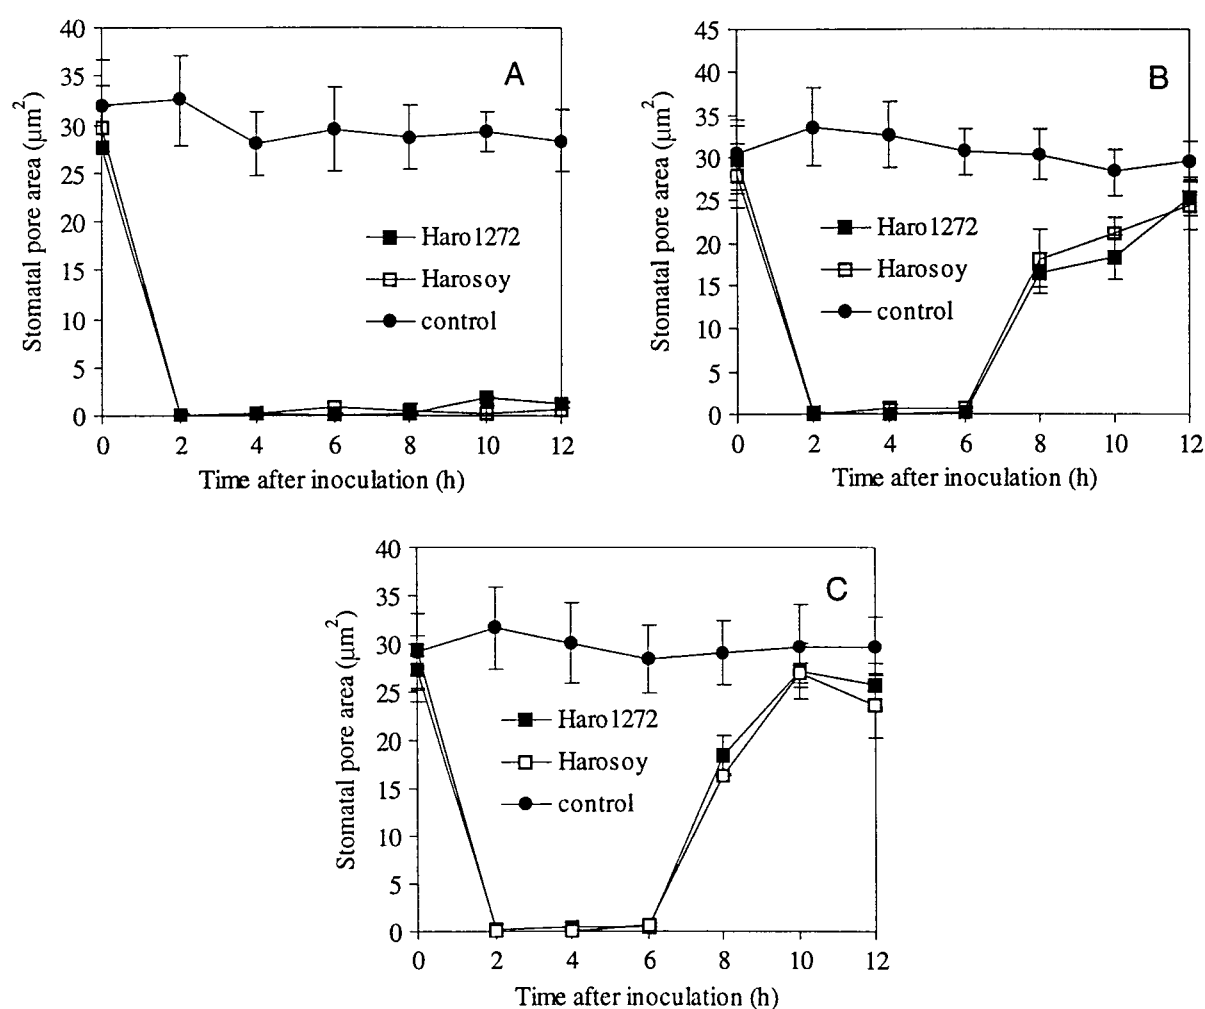 A
Stomatal pore area (μm²)
40
35
30
25
20
15
10
5
0
Haro1272
Harosoy
control
0 2 4 6 8 10 12
Time after inoculation (h)
B
Stomatal pore area (μm²)
45
40
35
30
25
20
15
10
5
0
Haro1272
Harosoy
control
0 2 4 6 8 10 12
Time after inoculation (h)
C
Stomatal pore area (μm²)
40
35
30
25
20
15
10
5
0
Haro1272
Harosoy
control
0 2 4 6 8 10 12
Time after inoculation (h)